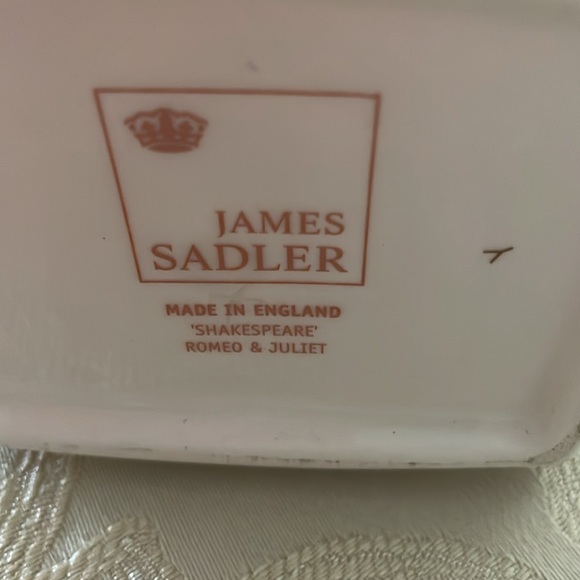 JAMES
SADLER
MADE IN ENGLAND
'SHAKESPEARE'
ROMEO & JULIET